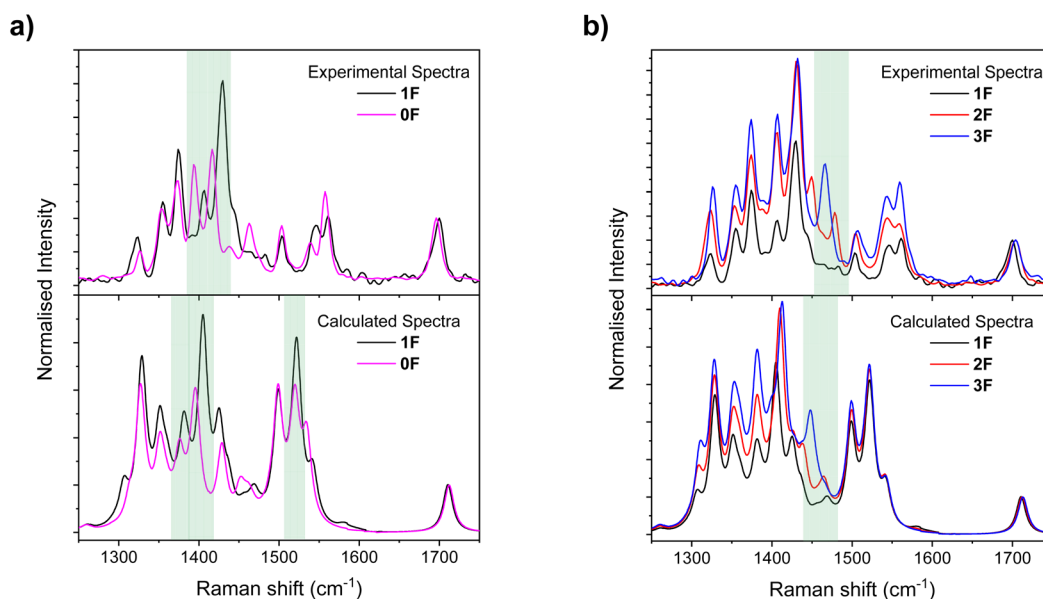 a)
Experimental Spectra
1F
0F
Calculated Spectra
1F
0F
Normalised Intensity
1300 1400 1500 1600 1700
Raman shift (cm⁻¹)
b)
Experimental Spectra
1F
2F
3F
Calculated Spectra
1F
2F
3F
Normalised Intensity
1300 1400 1500 1600 1700
Raman shift (cm⁻¹)